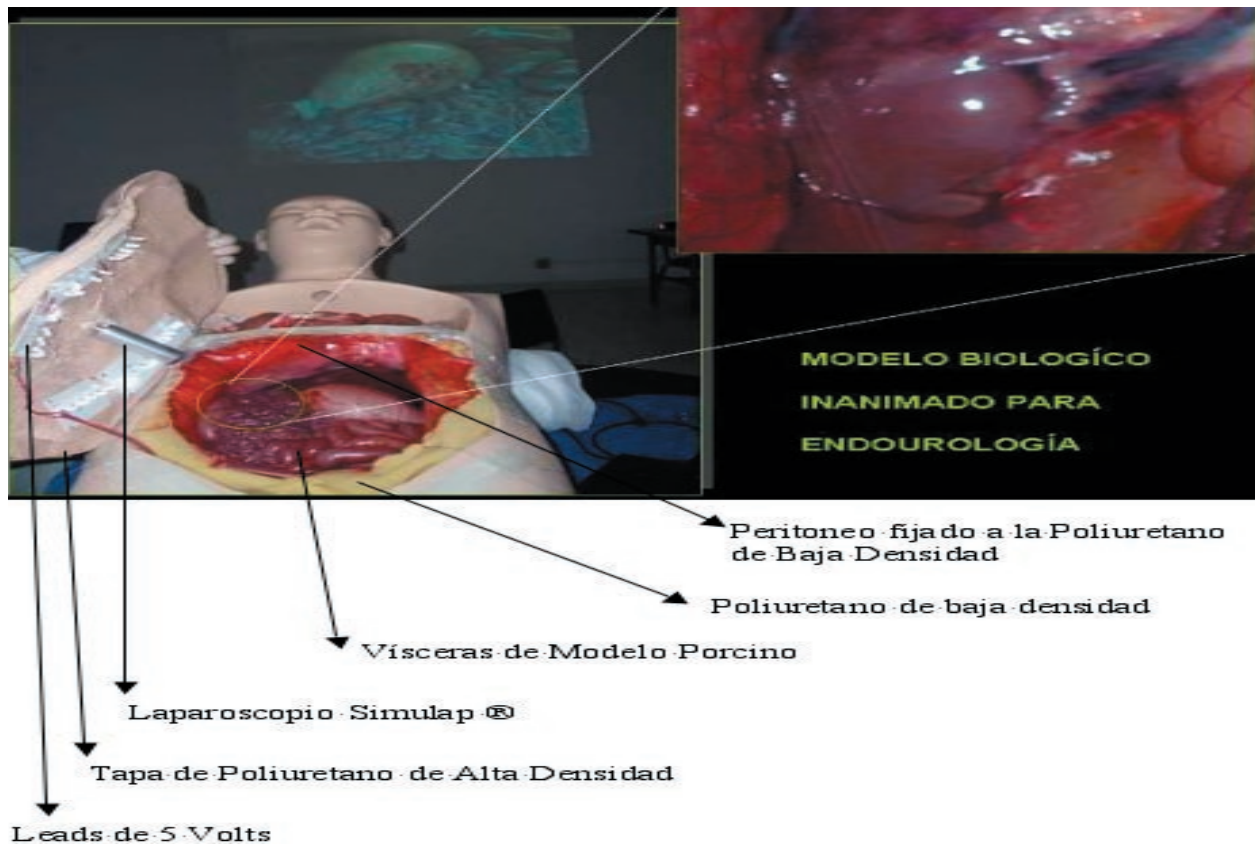 MODELO BIOLOGÍCO
INANIMADO PARA
ENDOUROLOGÍA
Peritoneo fijado a la Poliuretano
de Baja Densidad
Poliuretano de baja densidad
Vísceras de Modelo Porcino
Laparoscopio Simulap ®
Tapa de Poliuretano de Alta Densidad
Leads de 5 Volts